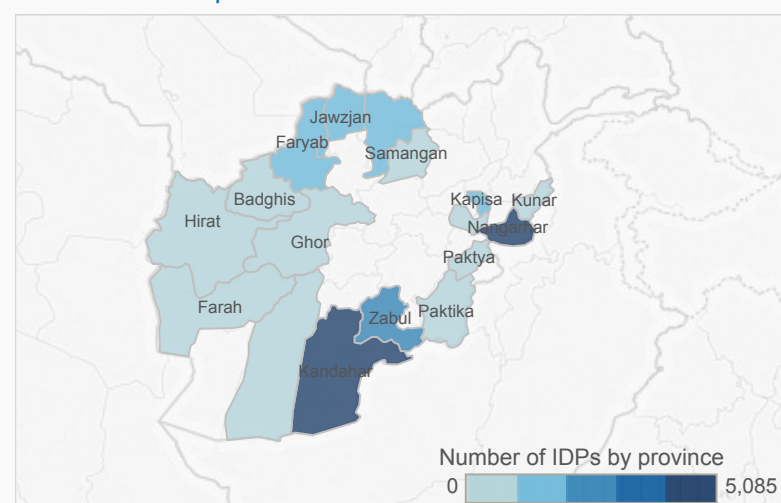 Jawzjan
Faryab
Samangan
Badghis
Kapisa
Kunar
Hirat
Nangarhar
Ghor
Paktya
Farah
Zabul
Paktika
Kandahar
Number of IDPs by province
0
5,085